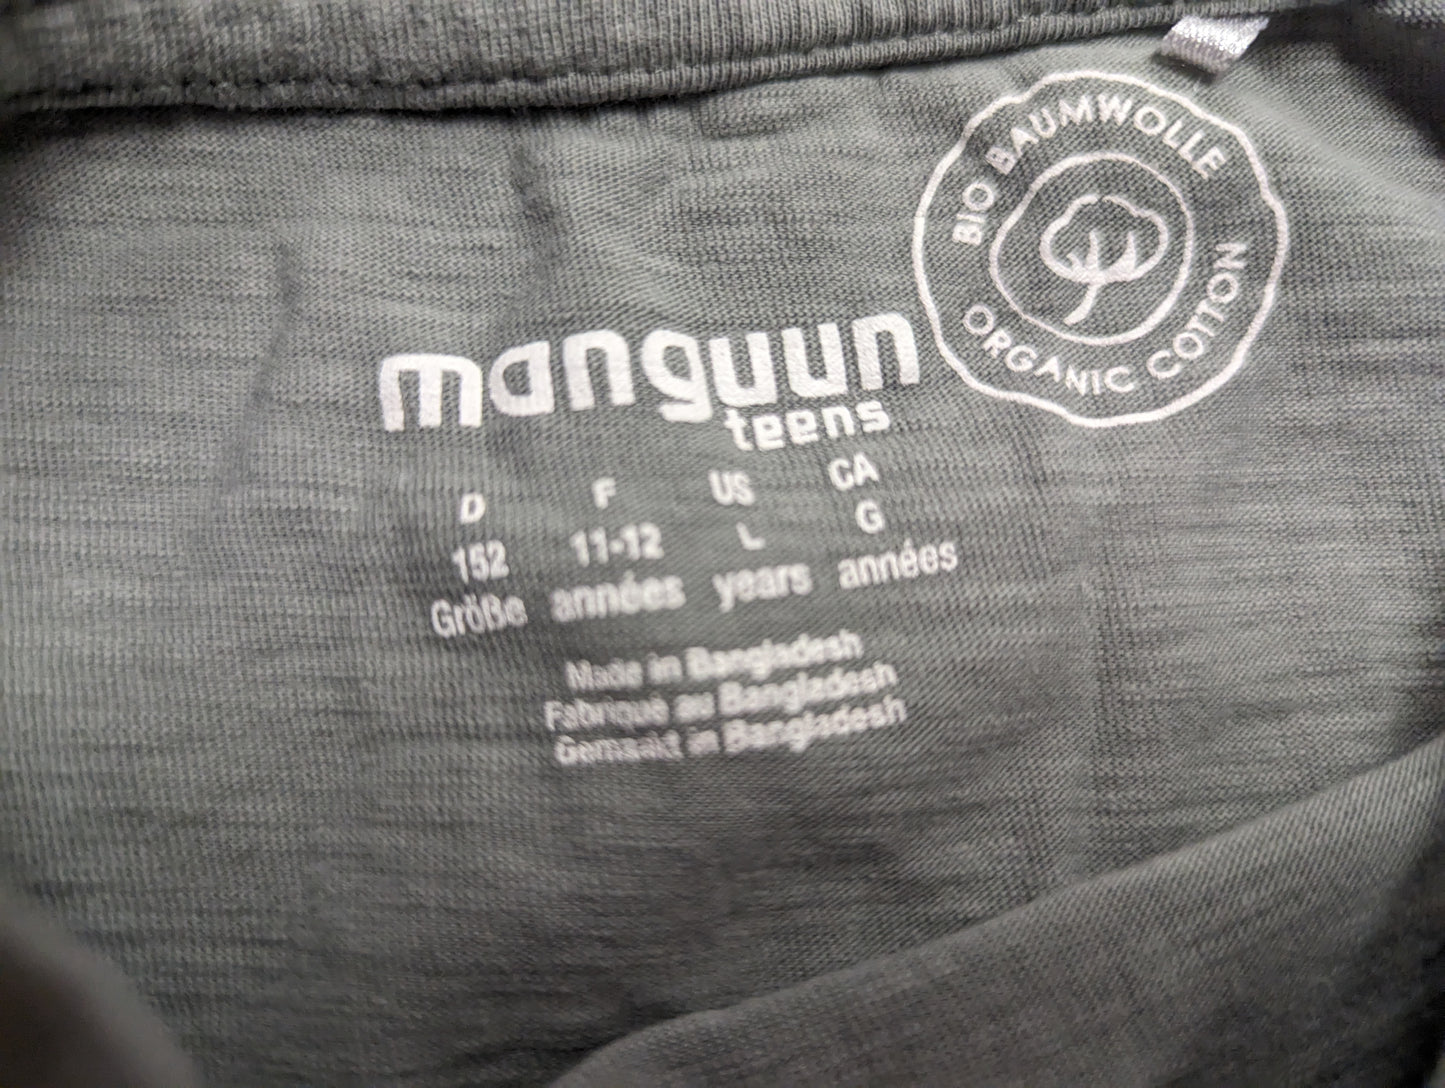 BIO BAUMWOLLE
ORGANIC COTTON
manguun
teens
D F US CA
152 11-12 L G
Größe années years années
Made in Bangladesh
Fabriqué au Bangladesh
Gemaakt in Bangladesh